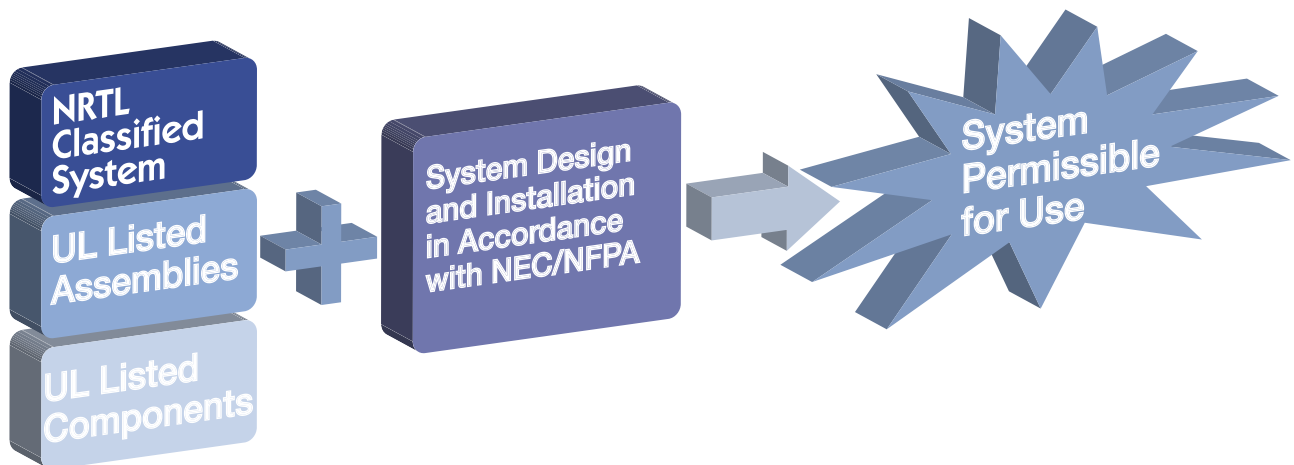 NRTL
Classified
System
UL Listed
Assemblies
UL Listed
Components
System Design
and Installation
in Accordance
with NEC/NFPA
System
Permissible
for Use